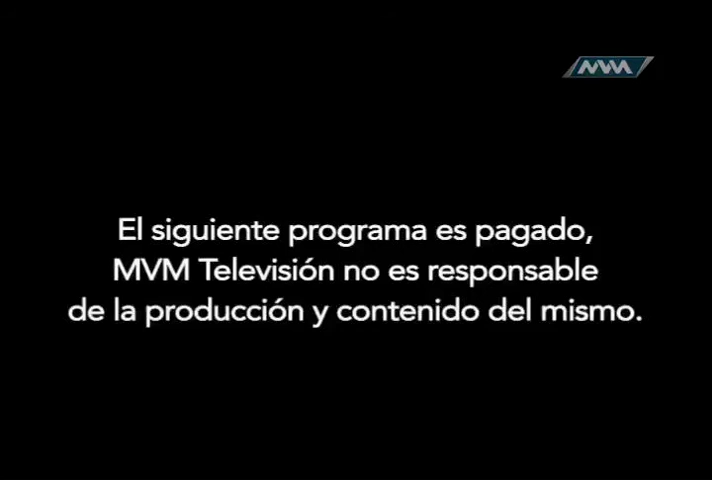 MVM
El siguiente programa es pagado,
MVM Televisión no es responsable
de la producción y contenido del mismo.